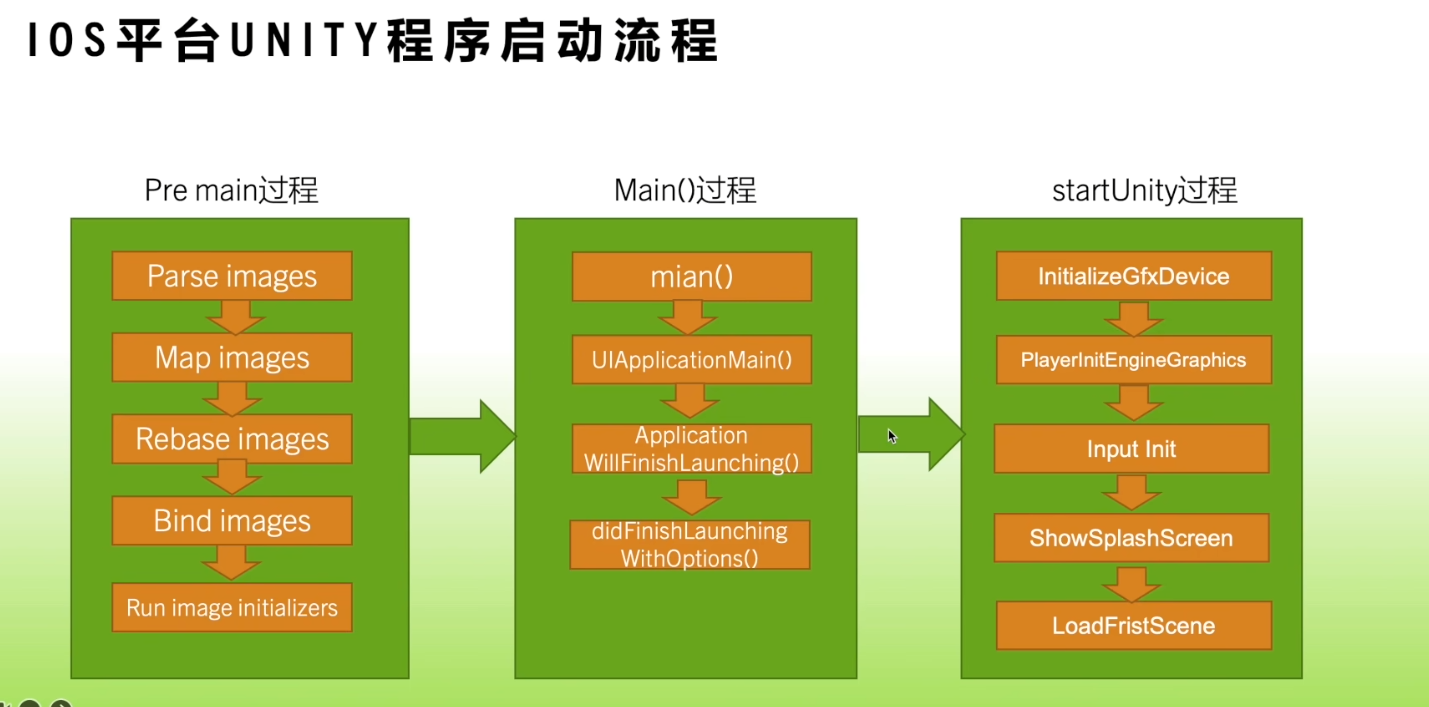 IOS平台UNITY程序启动流程
Pre main过程
Parse images
Map images
Rebase images
Bind images
Run image initializers
Main()过程
mian()
UIApplicationMain()
Application
WillFinishLaunching()
didFinishLaunching
WithOptions()
startUnity过程
InitializeGfxDevice
PlayerInitEngineGraphics
Input Init
ShowSplashScreen
LoadFristScene